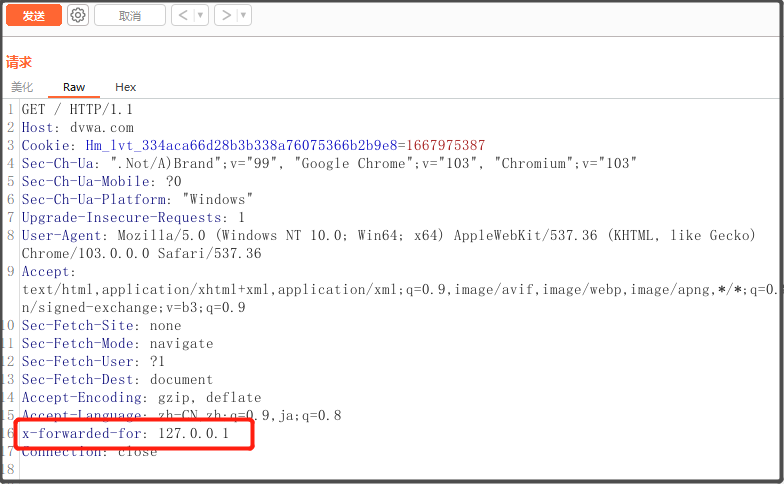 发送
取消
< >
请求
美化 Raw Hex
1 GET / HTTP/1.1
2 Host: dvwa.com
3 Cookie: Hm_lvt_334aca66d28b3b338a76075366b2b9e8=1667975387
4 Sec-Ch-Ua: ".Not/A)Brand";v="99", "Google Chrome";v="103", "Chromium";v="103"
5 Sec-Ch-Ua-Mobile: ?0
6 Sec-Ch-Ua-Platform: "Windows"
7 Upgrade-Insecure-Requests: 1
8 User-Agent: Mozilla/5.0 (Windows NT 10.0; Win64; x64) AppleWebKit/537.36 (KHTML, like Gecko)
Chrome/103.0.0.0 Safari/537.36
9 Accept:
text/html,application/xhtml+xml,application/xml;q=0.9,image/avif,image/webp,image/apng,*/*;q=0.
n/signed-exchange;v=b3;q=0.9
10 Sec-Fetch-Site: none
11 Sec-Fetch-Mode: navigate
12 Sec-Fetch-User: ?1
13 Sec-Fetch-Dest: document
14 Accept-Encoding: gzip, deflate
15 Accept-Language: zh-CN,zh;q=0.9,ja;q=0.8
16 x-forwarded-for: 127.0.0.1
17 Connection: close
18